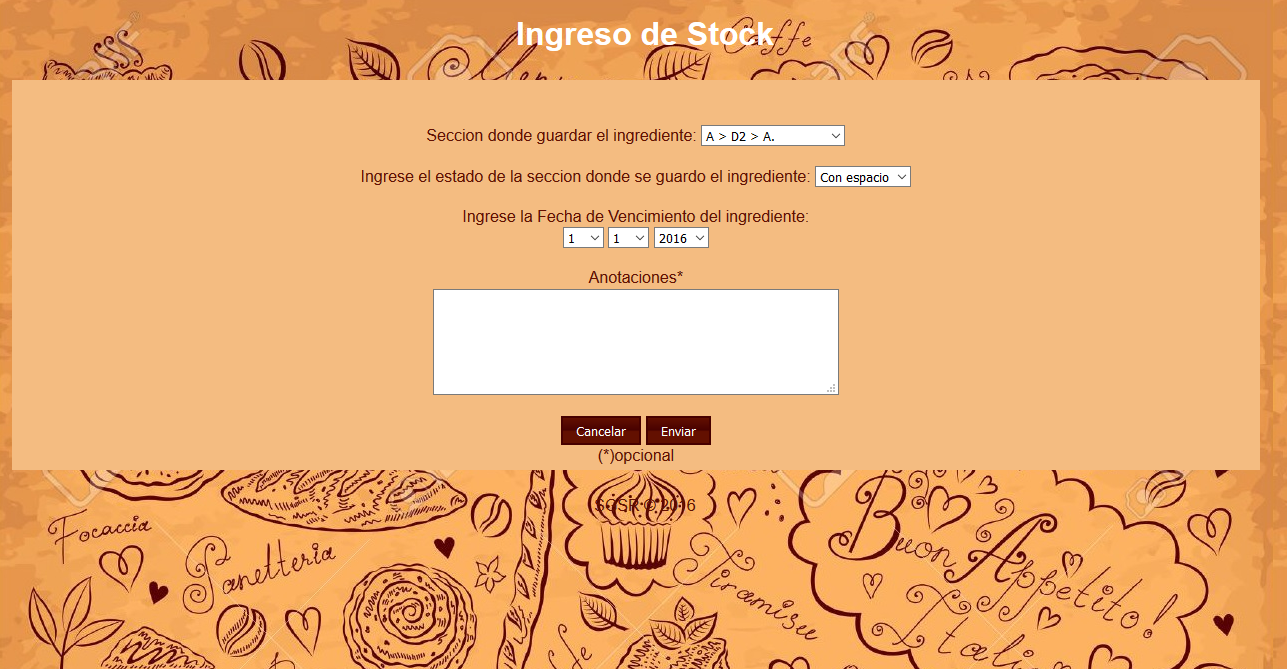 Ingreso de Stock
Caffe
Seccion donde guardar el ingrediente: A > D2 > A.
Ingrese el estado de la seccion donde se guardo el ingrediente: Con espacio
Ingrese la Fecha de Vencimiento del ingrediente:
1 1 2016
Anotaciones*
Cancelar Enviar
(*)opcional
SGSR © 2016
Focaccia
Panetteria
Tiramisu
Buon Appetito!